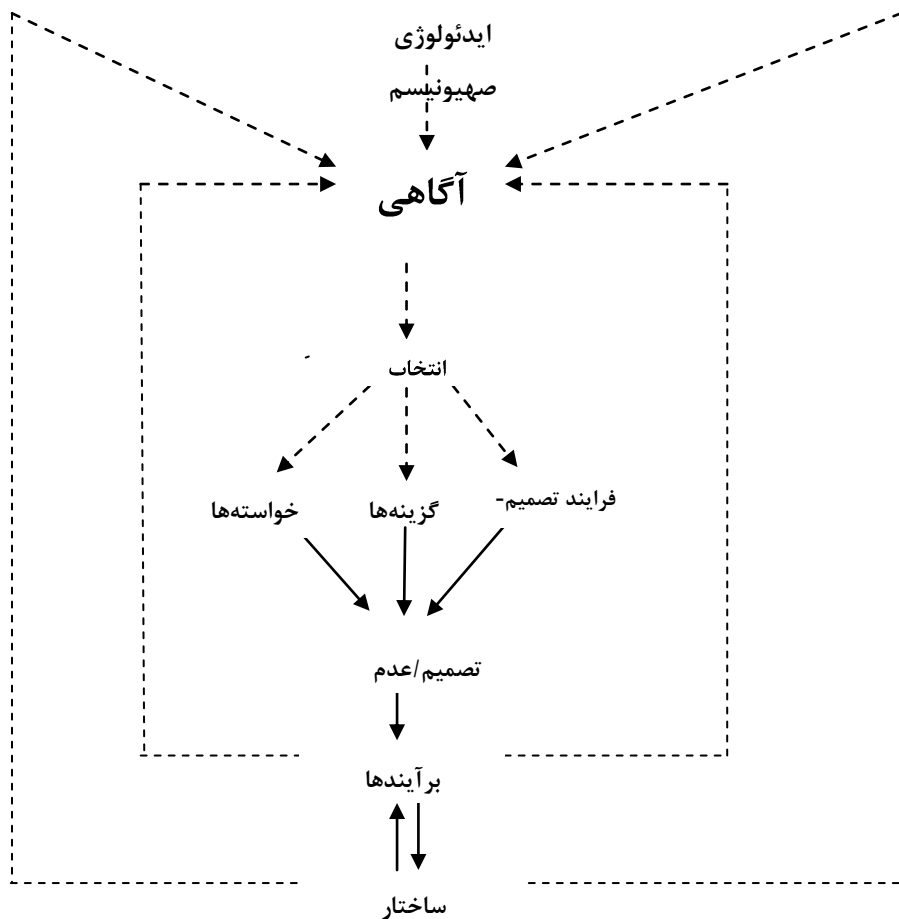 ایدئولوژی
صهیونیسم
آگاهی
انتخاب
فرایند تصمیم-
گزینه‌ها
خواسته‌ها
تصمیم/عدم
برآیندها
ساختار